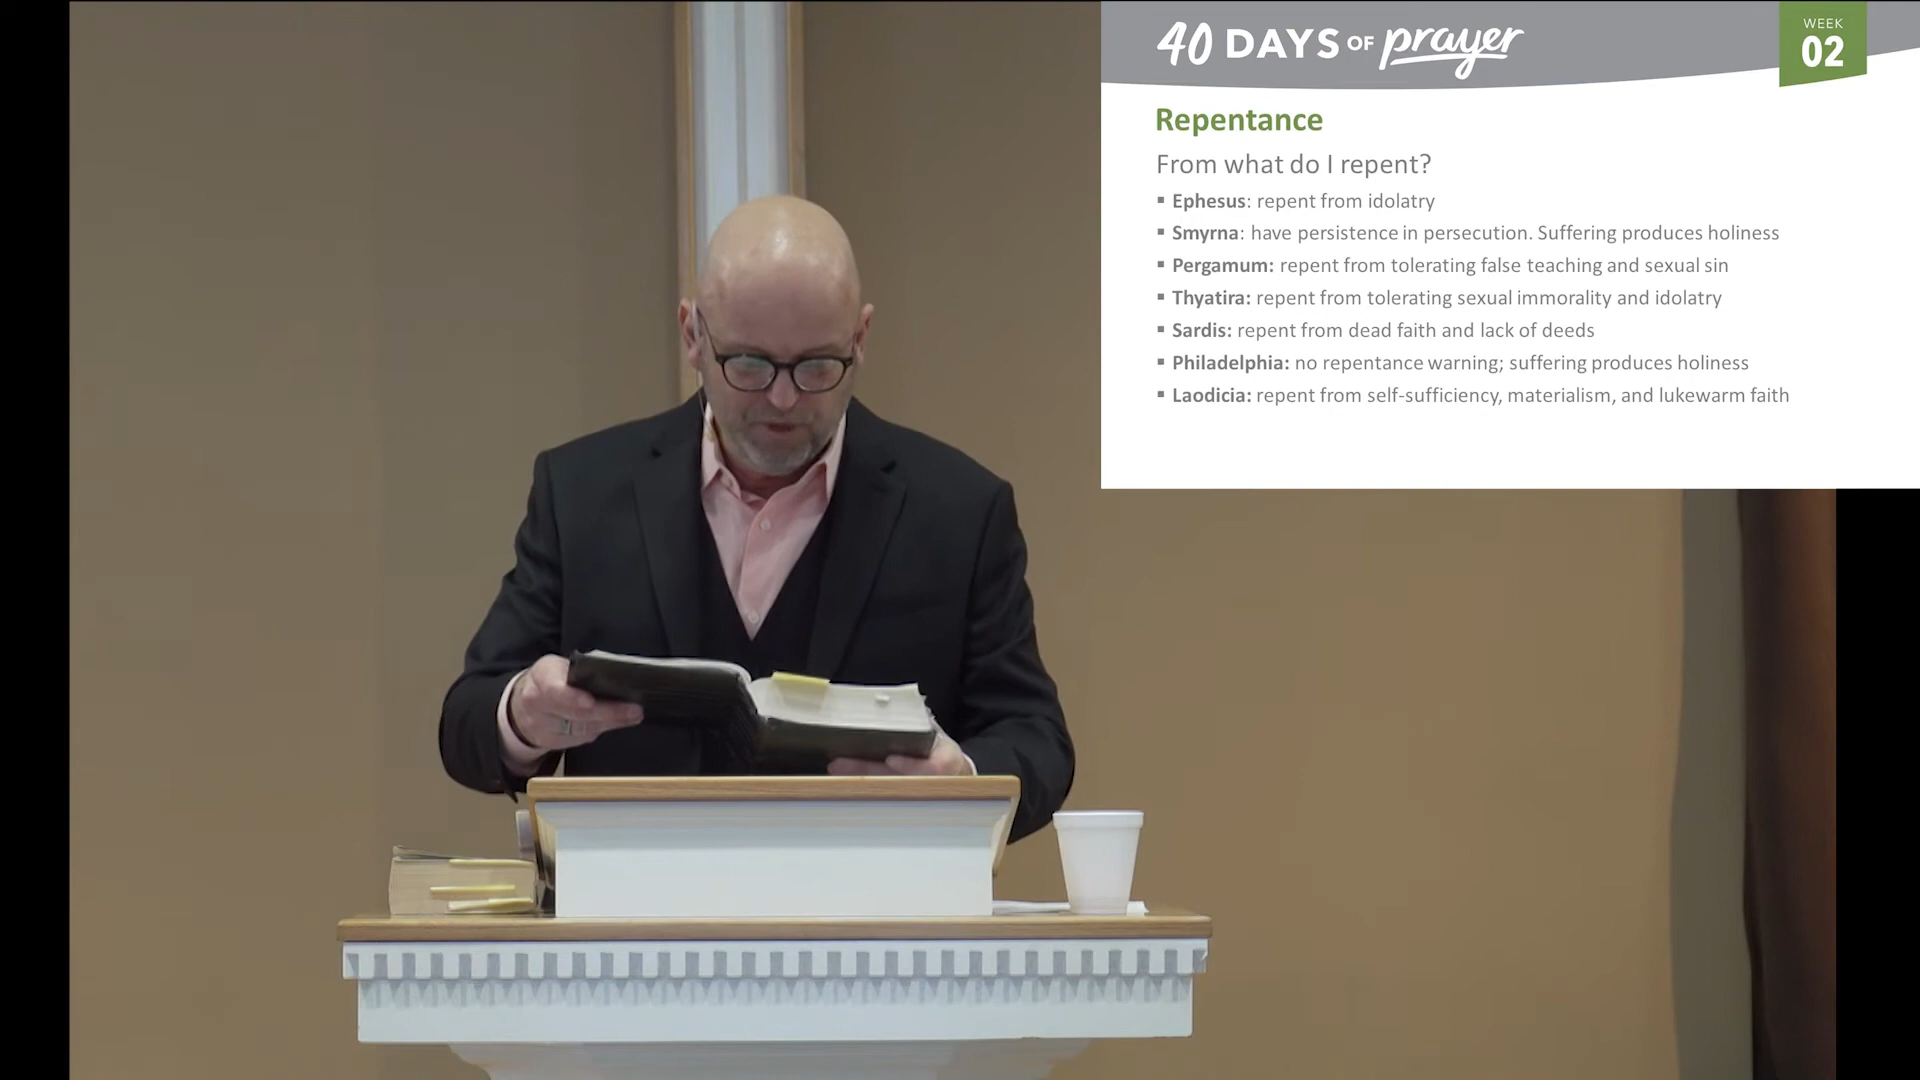 40 DAYS OF prayer
WEEK
02
Repentance
From what do I repent?
▪ Ephesus: repent from idolatry
▪ Smyrna: have persistence in persecution. Suffering produces holiness
▪ Pergamum: repent from tolerating false teaching and sexual sin
▪ Thyatira: repent from tolerating sexual immorality and idolatry
▪ Sardis: repent from dead faith and lack of deeds
▪ Philadelphia: no repentance warning; suffering produces holiness
▪ Laodicia: repent from self-sufficiency, materialism, and lukewarm faith